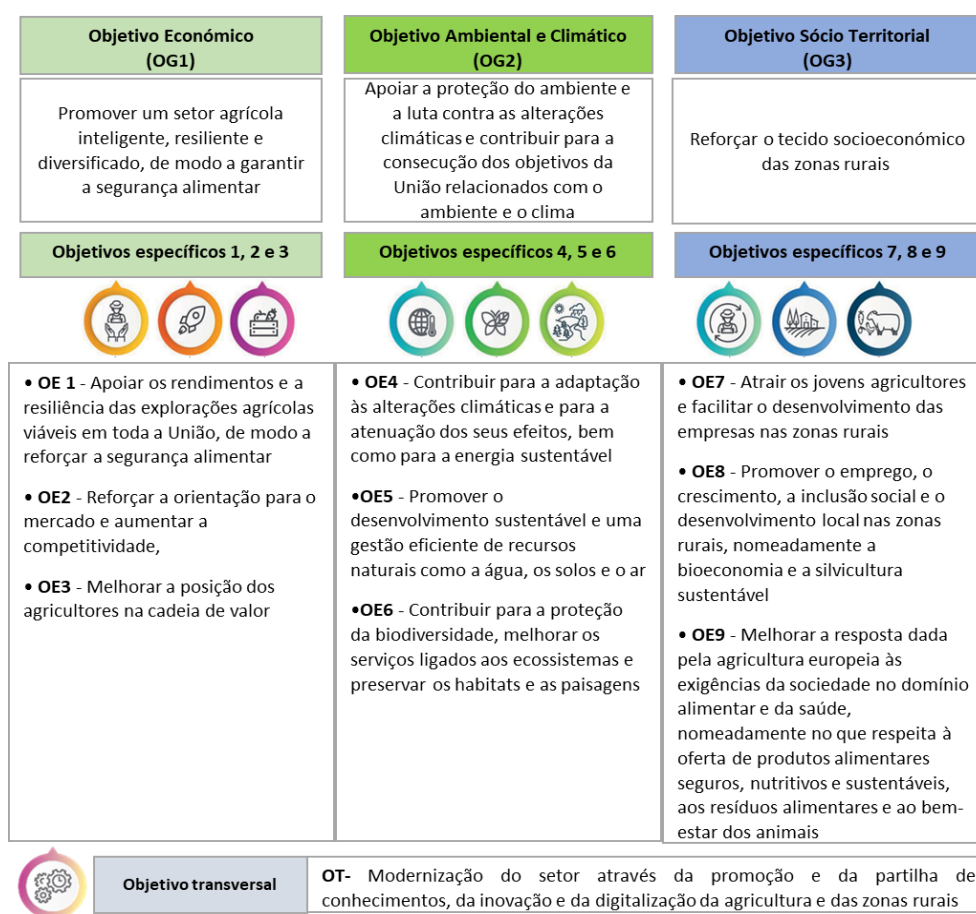 Objetivo Económico
(OG1)
Promover um setor agrícola
inteligente, resiliente e
diversificado, de modo a garantir
a segurança alimentar
Objetivos específicos 1, 2 e 3
• OE 1 - Apoiar os rendimentos e a
resiliência das explorações agrícolas
viáveis em toda a União, de modo a
reforçar a segurança alimentar
• OE2 - Reforçar a orientação para o
mercado e aumentar a
competitividade,
• OE3 - Melhorar a posição dos
agricultores na cadeia de valor
Objetivo Ambiental e Climático
(OG2)
Apoiar a proteção do ambiente e
a luta contra as alterações
climáticas e contribuir para a
consecução dos objetivos da
União relacionados com o
ambiente e o clima
Objetivos específicos 4, 5 e 6
• OE4 - Contribuir para a adaptação
às alterações climáticas e para a
atenuação dos seus efeitos, bem
como para a energia sustentável
•OE5 - Promover o
desenvolvimento sustentável e uma
gestão eficiente de recursos
naturais como a água, os solos e o ar
•OE6 - Contribuir para a proteção
da biodiversidade, melhorar os
serviços ligados aos ecossistemas e
preservar os habitats e as paisagens
Objetivo Sócio Territorial
(OG3)
Reforçar o tecido socioeconómico
das zonas rurais
Objetivos específicos 7, 8 e 9
• OE7 - Atrair os jovens agricultores
e facilitar o desenvolvimento das
empresas nas zonas rurais
• OE8 - Promover o emprego, o
crescimento, a inclusão social e o
desenvolvimento local nas zonas
rurais, nomeadamente a
bioeconomia e a silvicultura
sustentável
• OE9 - Melhorar a resposta dada
pela agricultura europeia às
exigências da sociedade no domínio
alimentar e da saúde,
nomeadamente no que respeita à
oferta de produtos alimentares
seguros, nutritivos e sustentáveis,
aos resíduos alimentares e ao bem-
estar dos animais
Objetivo transversal
OT- Modernização do setor através da promoção e da partilha de
conhecimentos, da inovação e da digitalização da agricultura e das zonas rurais